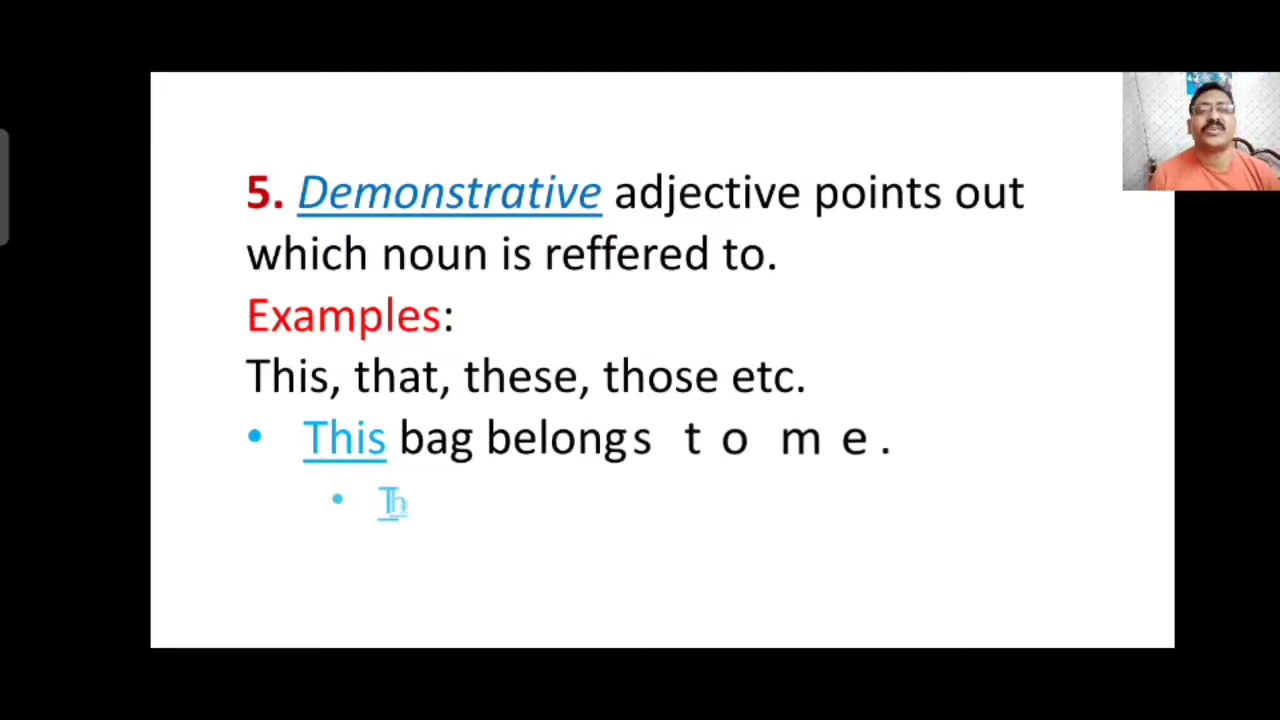 5. Demonstrative adjective points out
which noun is reffered to.
Examples:
This, that, these, those etc.
• This bag belongs to me.
• Th